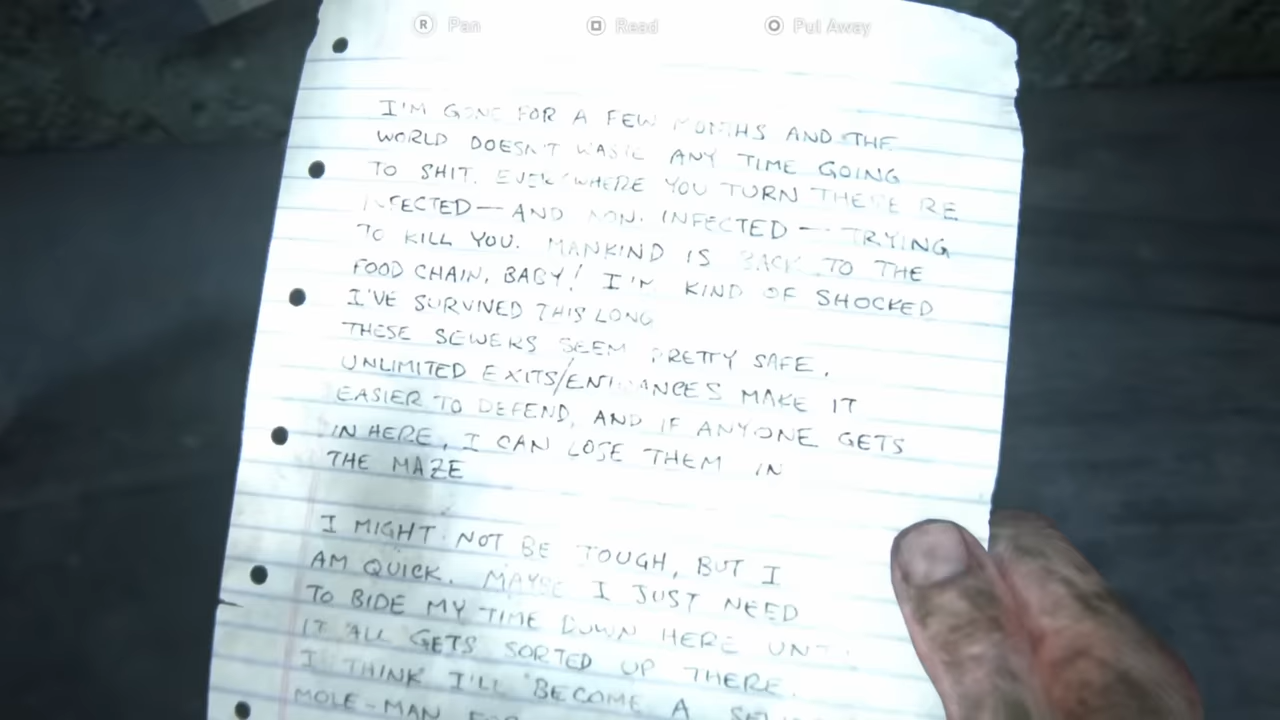 R Pan Read Put Away
I'M GONE FOR A FEW MONTHS AND THE
WORLD DOESN'T WASTE ANY TIME GOING
TO SHIT. EVERYWHERE YOU TURN THERE'RE
INFECTED — AND NON-INFECTED — TRYING
TO KILL YOU. MANKIND IS BACK TO THE
FOOD CHAIN, BABY! I'M KIND OF SHOCKED
I'VE SURVIVED THIS LONG
THESE SEWERS SEEM PRETTY SAFE.
UNLIMITED EXITS/ENTRANCES MAKE IT
EASIER TO DEFEND, AND IF ANYONE GETS
IN HERE, I CAN LOSE THEM IN
THE MAZE
I MIGHT NOT BE TOUGH, BUT I
AM QUICK. MAYBE I JUST NEED
TO BIDE MY TIME DOWN HERE UNTIL
IT ALL GETS SORTED UP THERE.
I THINK I'LL BECOME A
MOLE-MAN FOR